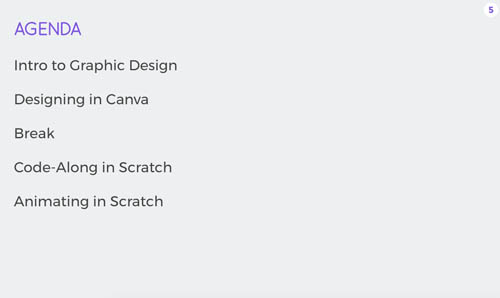 5
AGENDA
Intro to Graphic Design
Designing in Canva
Break
Code-Along in Scratch
Animating in Scratch